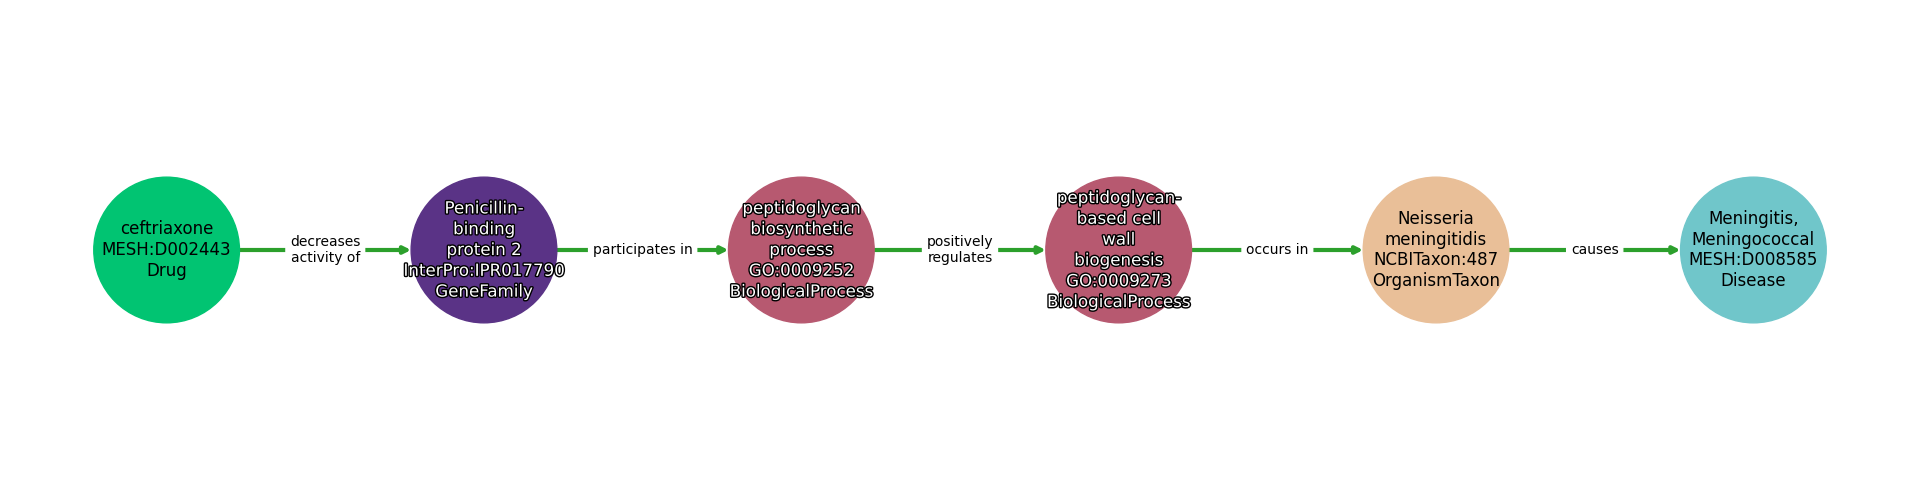 ceftriaxone
MESH:D002443
Drug
decreases
activity of
Penicillin-
binding
protein 2
InterPro:IPR017790
GeneFamily
participates in
peptidoglycan
biosynthetic
process
GO:0009252
BiologicalProcess
positively
regulates
peptidoglycan-
based cell
wall
biogenesis
GO:0009273
BiologicalProcess
occurs in
Neisseria
meningitidis
NCBITaxon:487
OrganismTaxon
causes
Meningitis,
Meningococcal
MESH:D008585
Disease